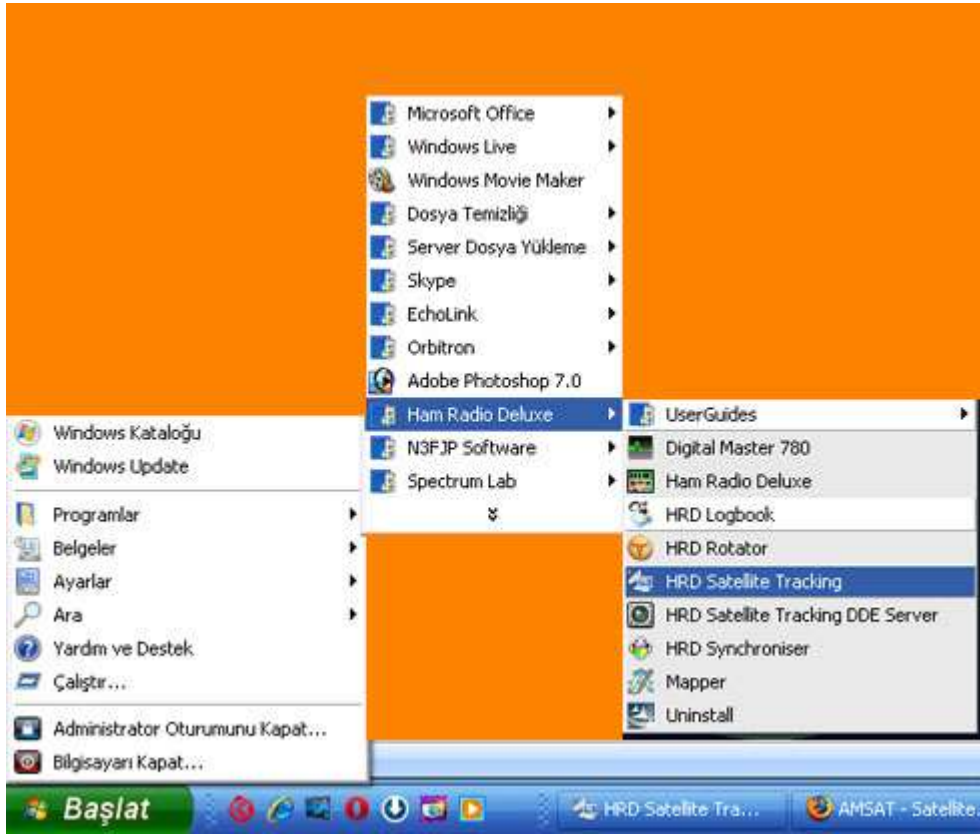 Microsoft Office
Windows Live
Windows Movie Maker
Dosya Temizliği
Server Dosya Yükleme
Skype
EchoLink
Orbitron
Adobe Photoshop 7.0
Ham Radio Deluxe
N3FJP Software
Spectrum Lab
UserGuides
Digital Master 780
Ham Radio Deluxe
HRD Logbook
HRD Rotator
HRD Satellite Tracking
HRD Satellite Tracking DDE Server
HRD Synchroniser
Mapper
Uninstall
Windows Kataloğu
Windows Update
Programlar
Belgeler
Ayarlar
Ara
Yardım ve Destek
Çalıştır...
Administrator Oturumunu Kapat...
Bilgisayarı Kapat...
Başlat
HRD Satellite Tra...
AMSAT - Satellite